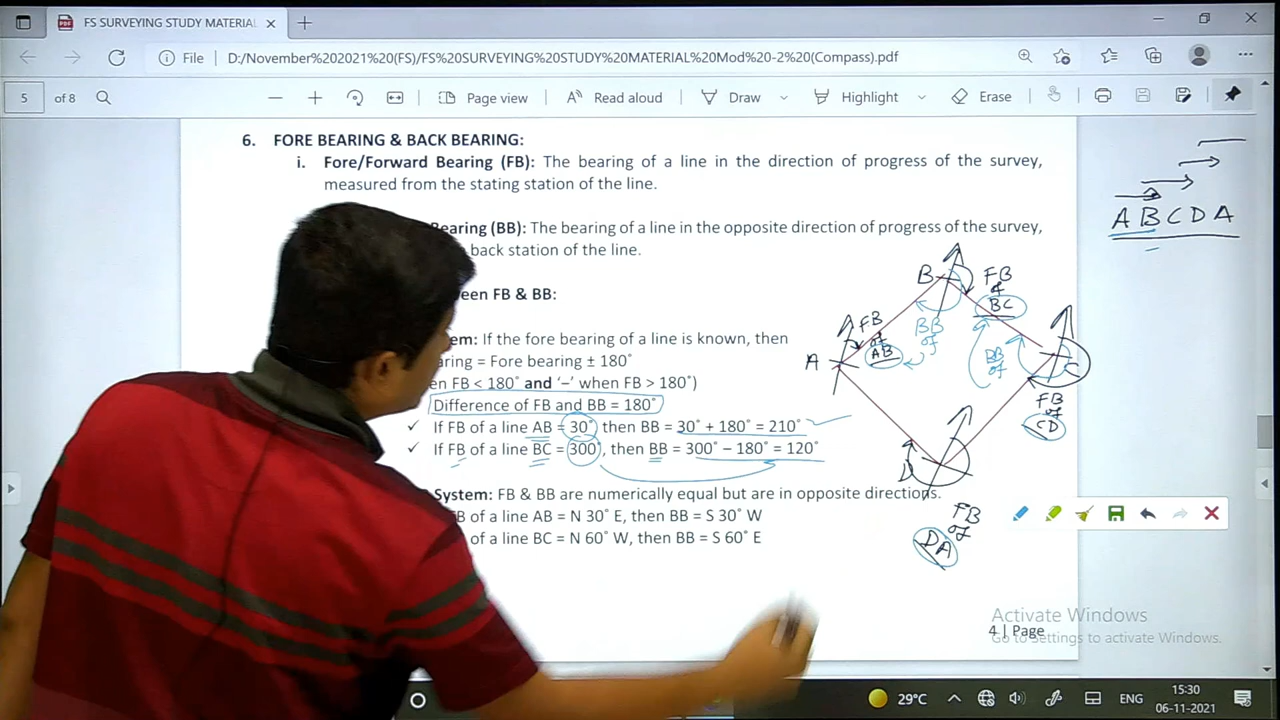 FS SURVEYING STUDY MATERIAL
File D:/November%202021%20(FS)/FS%20SURVEYING%20STUDY%20MATERIAL%20Mod%20-2%20(Compass).pdf
5 of 8 Page view Read aloud Draw Highlight Erase
6. FORE BEARING & BACK BEARING:
i. Fore/Forward Bearing (FB): The bearing of a line in the direction of progress of the survey,
measured from the stating station of the line.
Bearing (BB): The bearing of a line in the opposite direction of progress of the survey,
back station of the line.
FB & BB:
If the fore bearing of a line is known, then
= Fore bearing ± 180°
FB < 180° and '–' when FB > 180°)
Difference of FB and BB = 180°
✓ If FB of a line AB = 30° then BB = 30° + 180° = 210°
✓ If FB of a line BC = 300°, then BB = 300° – 180° = 120°
System: FB & BB are numerically equal but are in opposite directions.
of a line AB = N 30° E, then BB = S 30° W
of a line BC = N 60° W, then BB = S 60° E
4 | Page
A B C D A
B
FB
of
BC
A
FB
of
AB
BB
of
BB
of
C
FB
of
CD
D
FB
of
DA
Activate Windows
Go to Settings to activate Windows.
29°C ENG 15:30
06-11-2021